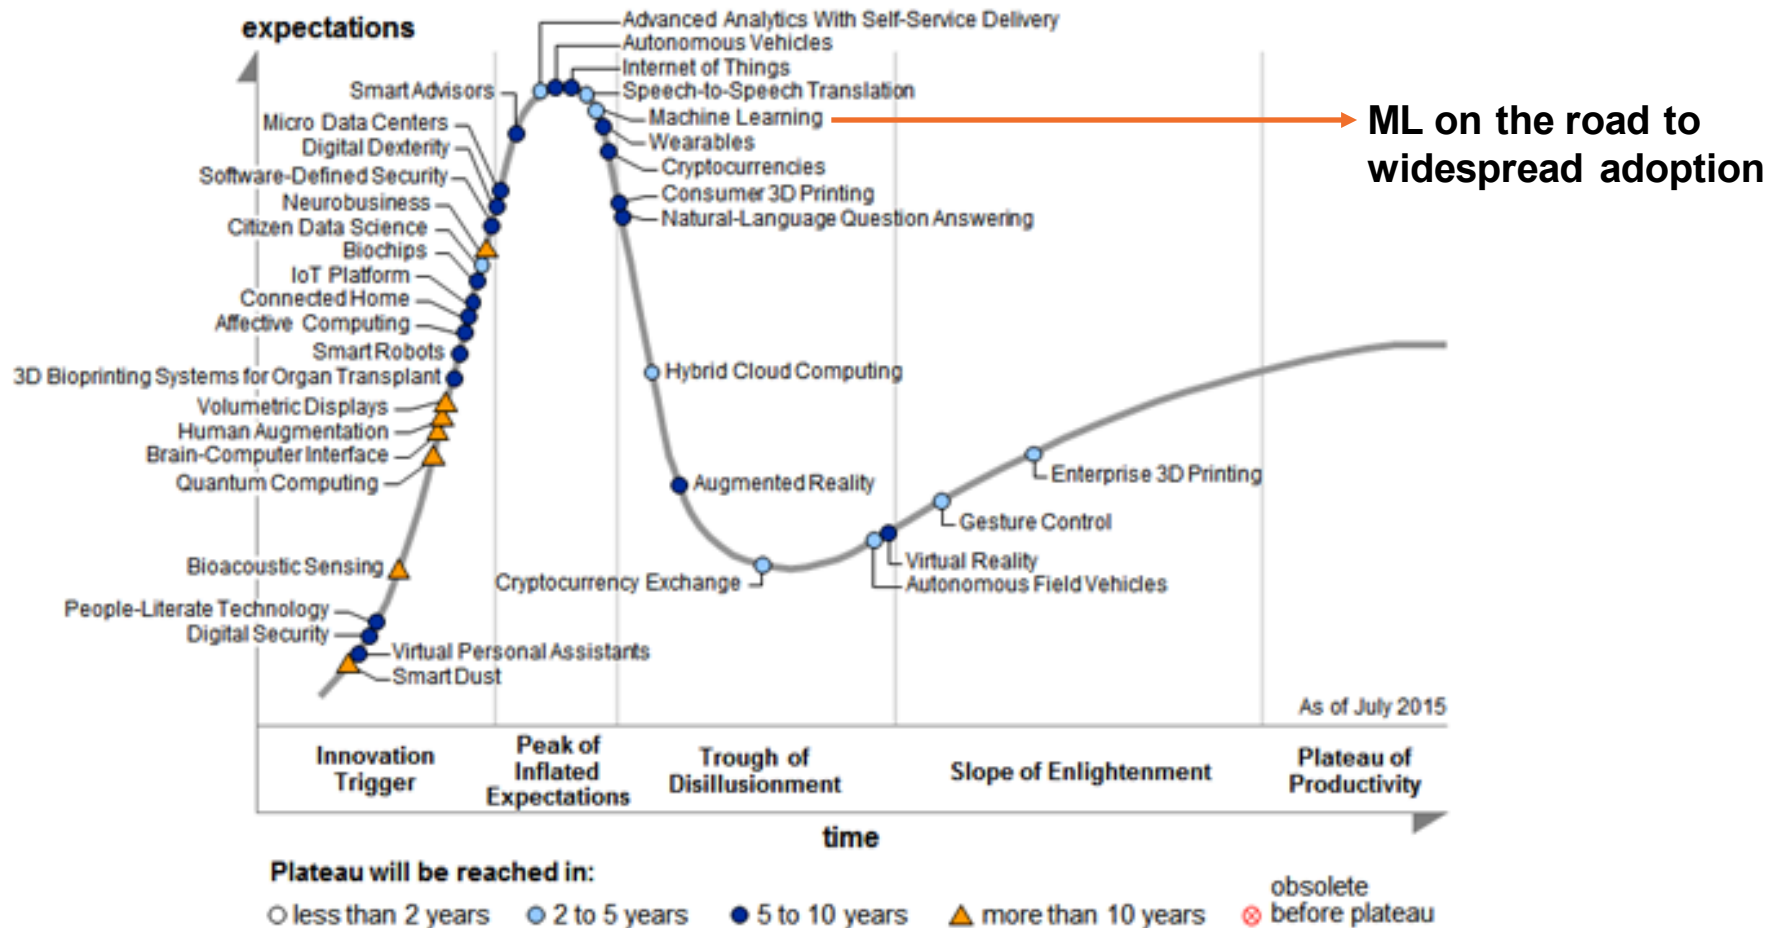 expectations
Advanced Analytics With Self-Service Delivery
Autonomous Vehicles
Internet of Things
Speech-to-Speech Translation
Machine Learning
Wearables
Cryptocurrencies
Consumer 3D Printing
Natural-Language Question Answering
ML on the road to
widespread adoption
Smart Advisors
Micro Data Centers
Digital Dexterity
Software-Defined Security
Neurobusiness
Citizen Data Science
Biochips
IoT Platform
Connected Home
Affective Computing
Smart Robots
3D Bioprinting Systems for Organ Transplant
Volumetric Displays
Human Augmentation
Brain-Computer Interface
Quantum Computing
Bioacoustic Sensing
People-Literate Technology
Digital Security
Virtual Personal Assistants
Smart Dust
Hybrid Cloud Computing
Augmented Reality
Cryptocurrency Exchange
Enterprise 3D Printing
Gesture Control
Virtual Reality
Autonomous Field Vehicles
As of July 2015
Innovation
Trigger
Peak of
Inflated
Expectations
Trough of
Disillusionment
Slope of Enlightenment
Plateau of
Productivity
time
Plateau will be reached in:
less than 2 years
2 to 5 years
5 to 10 years
more than 10 years
obsolete
before plateau